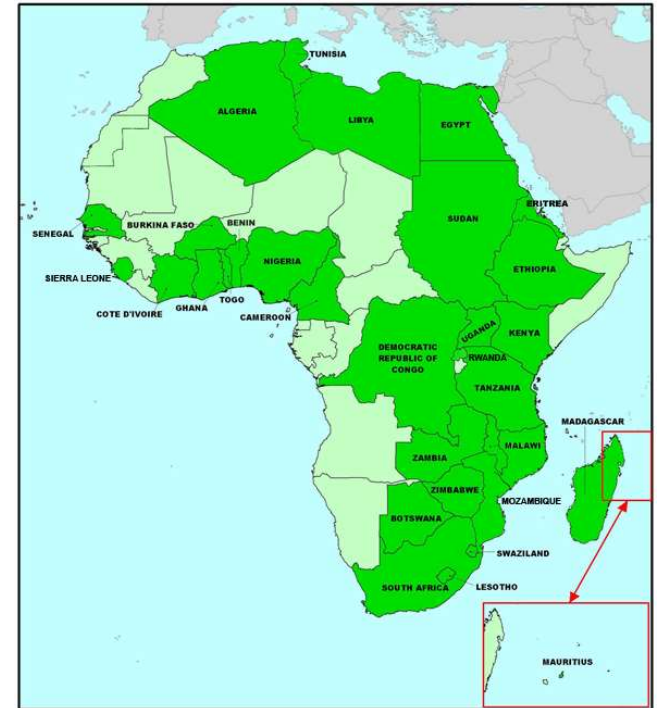 TUNISIA
ALGERIA
LIBYA
EGYPT
ERITREA
SENEGAL
BURKINA FASO
BENIN
SUDAN
NIGERIA
ETHIOPIA
SIERRA LEONE
COTE D'IVOIRE
GHANA
TOGO
CAMEROON
UGANDA
KENYA
DEMOCRATIC
REPUBLIC OF
CONGO
RWANDA
TANZANIA
MADAGASCAR
MALAWI
ZAMBIA
ZIMBABWE
MOZAMBIQUE
BOTSWANA
SWAZILAND
SOUTH AFRICA
LESOTHO
MAURITIUS